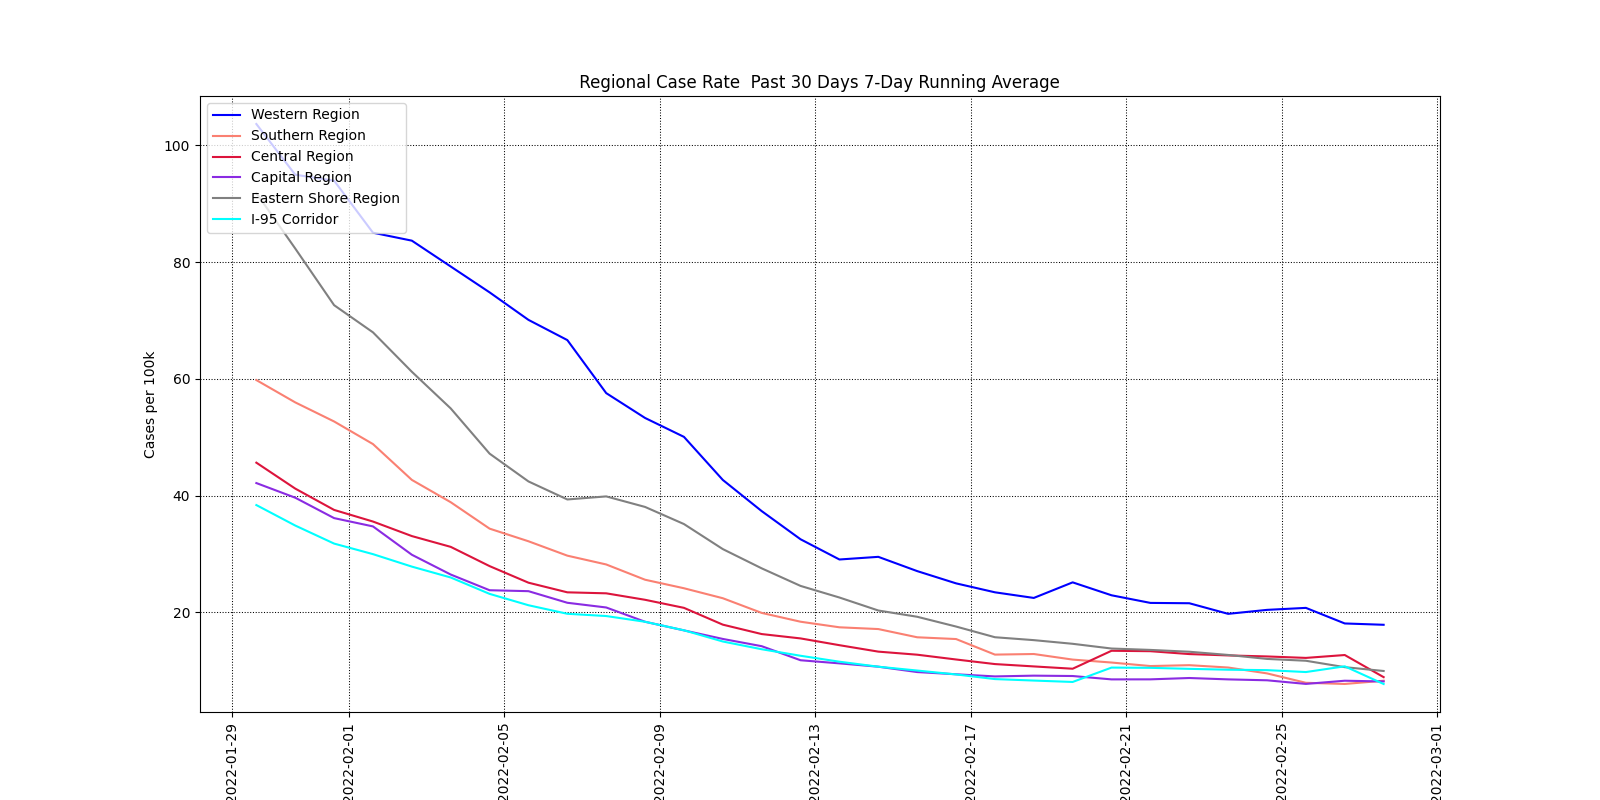 Regional Case Rate  Past 30 Days 7-Day Running Average
Western Region
Southern Region
Central Region
Capital Region
Eastern Shore Region
I-95 Corridor
Cases per 100k
100
80
60
40
20
2022-01-29
2022-02-01
2022-02-05
2022-02-09
2022-02-13
2022-02-17
2022-02-21
2022-02-25
2022-03-01